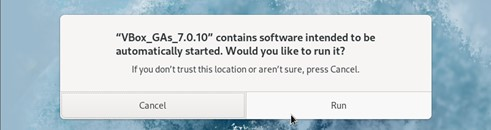 “VBox_GAs_7.0.10” contains software intended to be
automatically started. Would you like to run it?
If you don't trust this location or aren't sure, press Cancel.
Cancel
Run